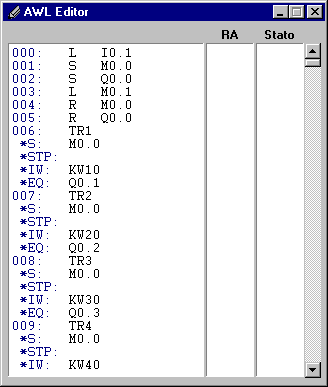 AWL Editor
RA Stato
000: L I0.1
001: S M0.0
002: S Q0.0
003: L M0.1
004: R M0.0
005: R Q0.0
006: TR1
*S: M0.0
*STP:
*IW: KW10
*EQ: Q0.1
007: TR2
*S: M0.0
*STP:
*IW: KW20
*EQ: Q0.2
008: TR3
*S: M0.0
*STP:
*IW: KW30
*EQ: Q0.3
009: TR4
*S: M0.0
*STP:
*IW: KW40